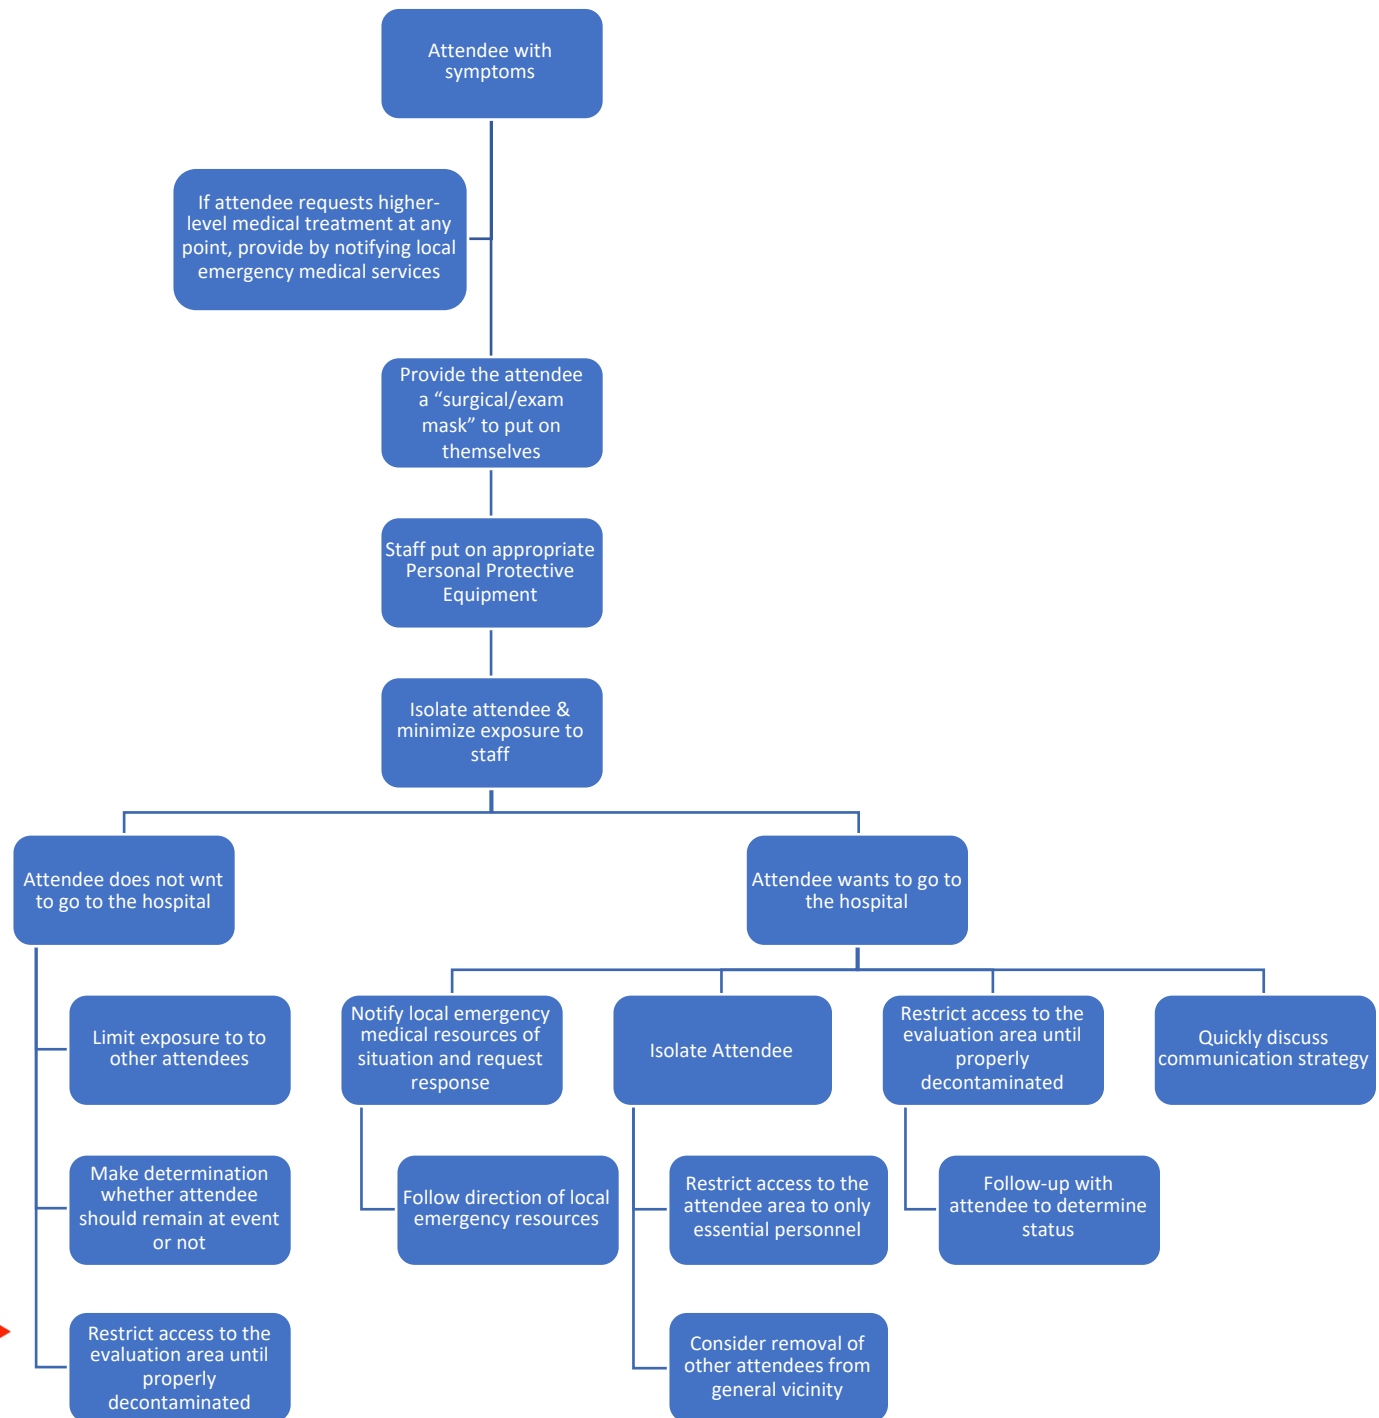 Attendee with
symptoms
If attendee requests higher-
level medical treatment at any
point, provide by notifying local
emergency medical services
Provide the attendee
a “surgical/exam
mask” to put on
themselves
Staff put on appropriate
Personal Protective
Equipment
Isolate attendee &
minimize exposure to
staff
Attendee does not wnt
to go to the hospital
Attendee wants to go to
the hospital
Limit exposure to to
other attendees
Make determination
whether attendee
should remain at event
or not
Restrict access to the
evaluation area until
properly
decontaminated
Notify local emergency
medical resources of
situation and request
response
Follow direction of local
emergency resources
Isolate Attendee
Restrict access to the
attendee area to only
essential personnel
Consider removal of
other attendees from
general vicinity
Restrict access to the
evaluation area until
properly
decontaminated
Follow-up with
attendee to determine
status
Quickly discuss
communication strategy